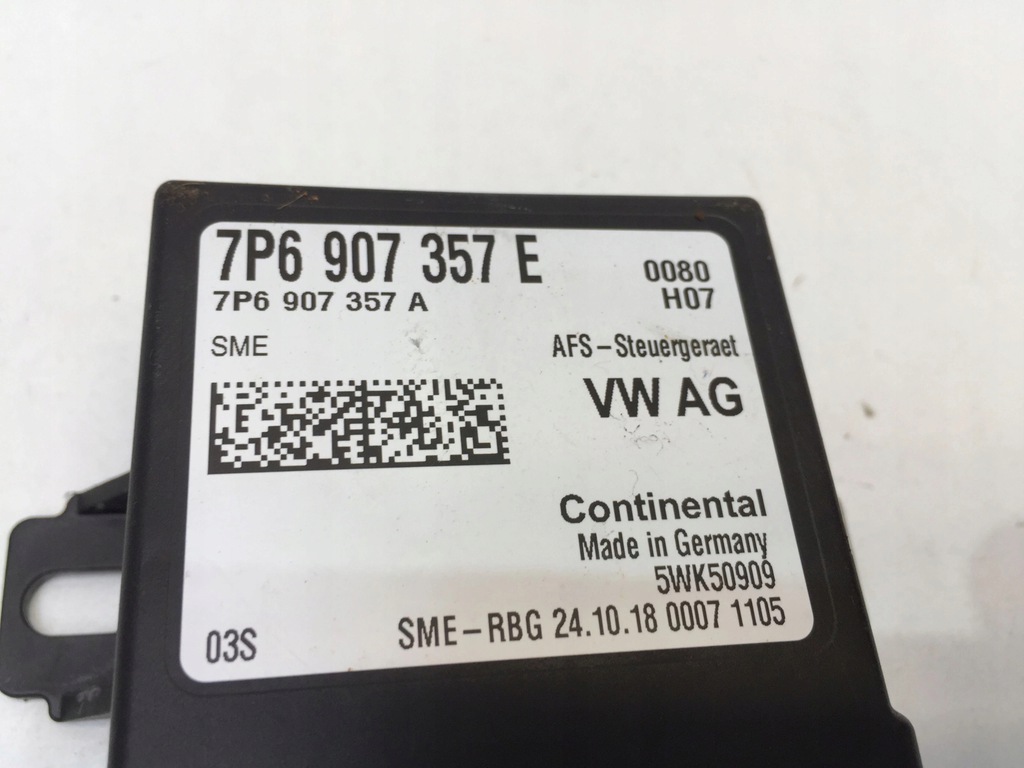 7P6 907 357 E
0080
7P6 907 357 A
H07
SME
AFS-Steuergeraet
VW AG
Continental
Made in Germany
5WK50909
03S
SME-RBG 24.10.18 0007 1105